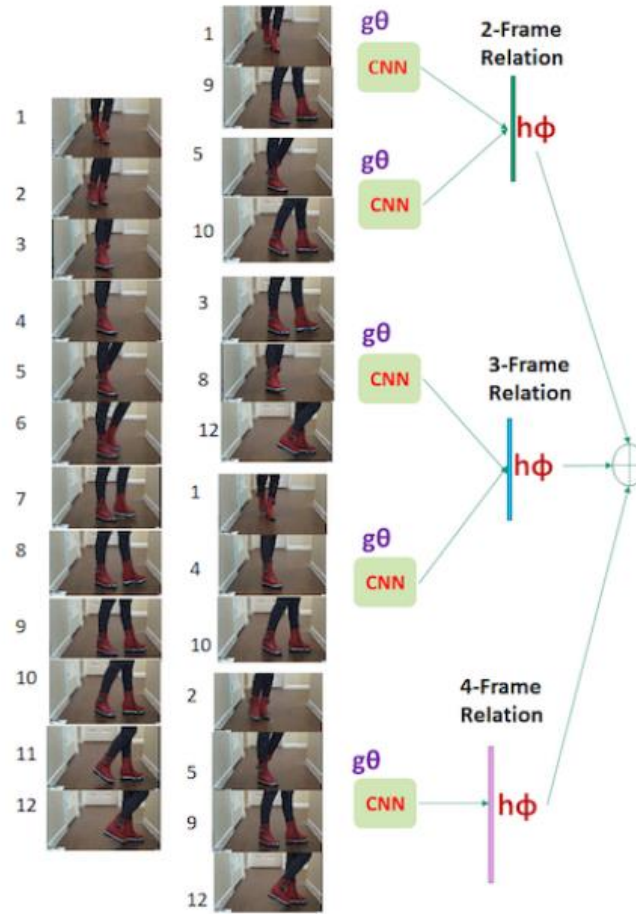 1
2
3
4
5
6
7
8
9
10
11
12
1
9
5
10
3
8
12
1
4
10
2
5
9
12
gθ
CNN
gθ
CNN
gθ
CNN
gθ
CNN
gθ
CNN
2-Frame
Relation
hϕ
3-Frame
Relation
hϕ
4-Frame
Relation
hϕ